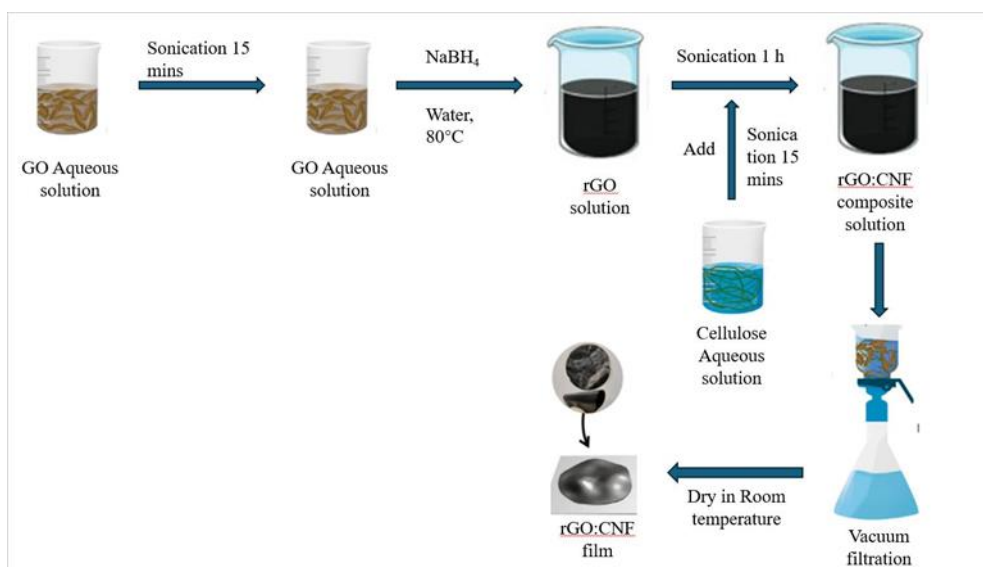 Sonication 15
mins
GO Aqueous
solution
GO Aqueous
solution
NaBH₄
Water,
80°C
rGO
solution
Sonication 1 h
Add
Sonica
tion 15
mins
Cellulose
Aqueous
solution
rGO:CNF
composite
solution
Vacuum
filtration
Dry in Room
temperature
rGO:CNF
film